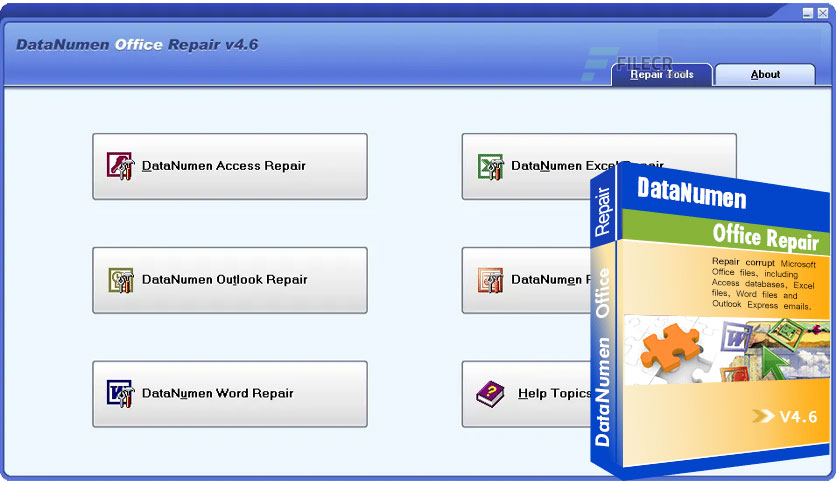 DataNumen Office Repair v4.6
FILECR
Repair Tools
About
DataNumen Access Repair
DataNumen Excel Repair
DataNumen Outlook Repair
DataNumen
DataNumen Word Repair
Help Topics
DataNumen Office Repair
DataNumen
Office Repair
Repair corrupt Microsoft
Office files, including
Access databases, Excel
files, Word files and
Outlook Express emails.
V4.6